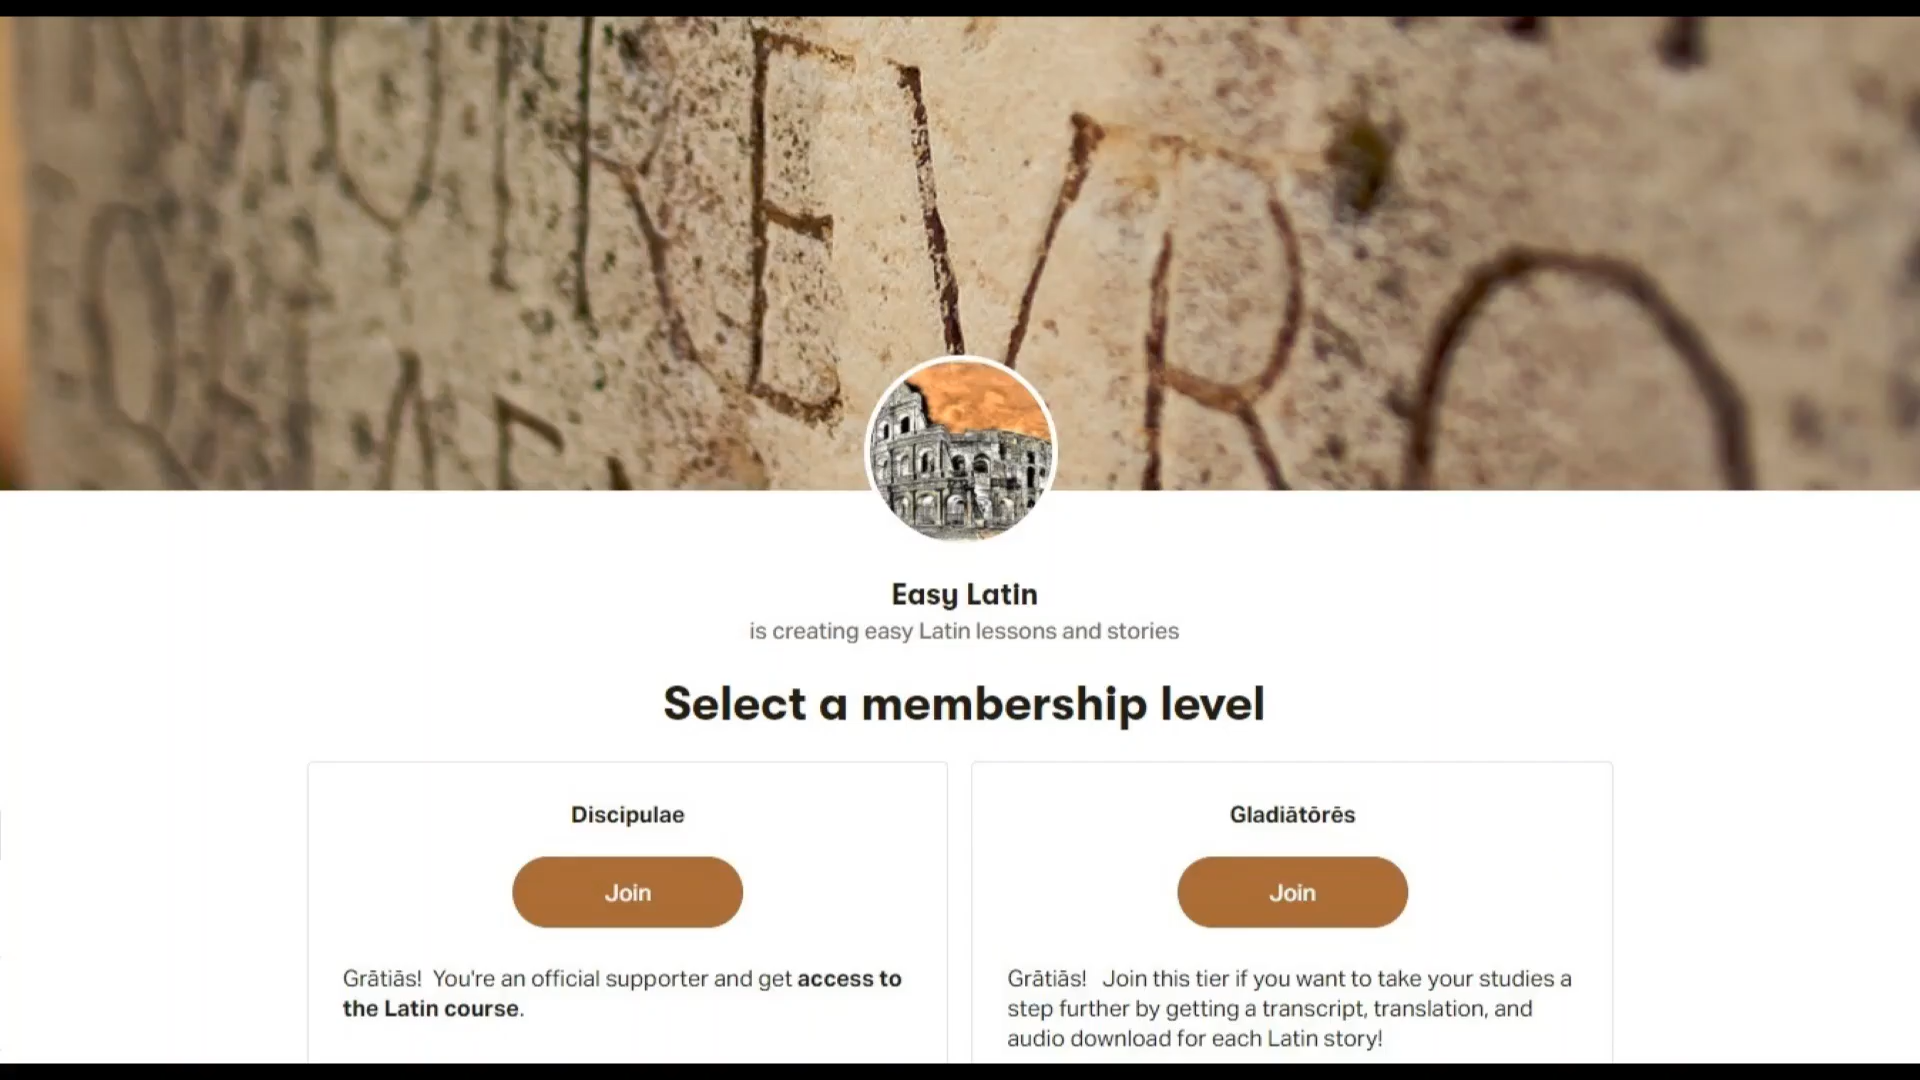 EVRO
Easy Latin
is creating easy Latin lessons and stories
Select a membership level
Discipulae
Join
Grātiās! You're an official supporter and get access to
the Latin course.
Gladiātōrēs
Join
Grātiās! Join this tier if you want to take your studies a
step further by getting a transcript, translation, and
audio download for each Latin story!